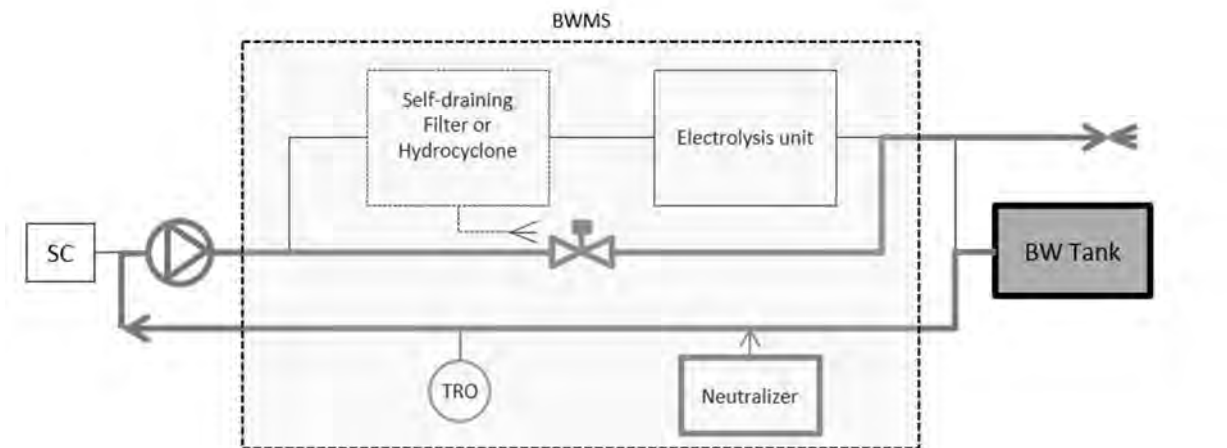 BWMS
Self-draining
Filter or
Hydrocyclone
Electrolysis unit
SC
BW Tank
TRO
Neutralizer